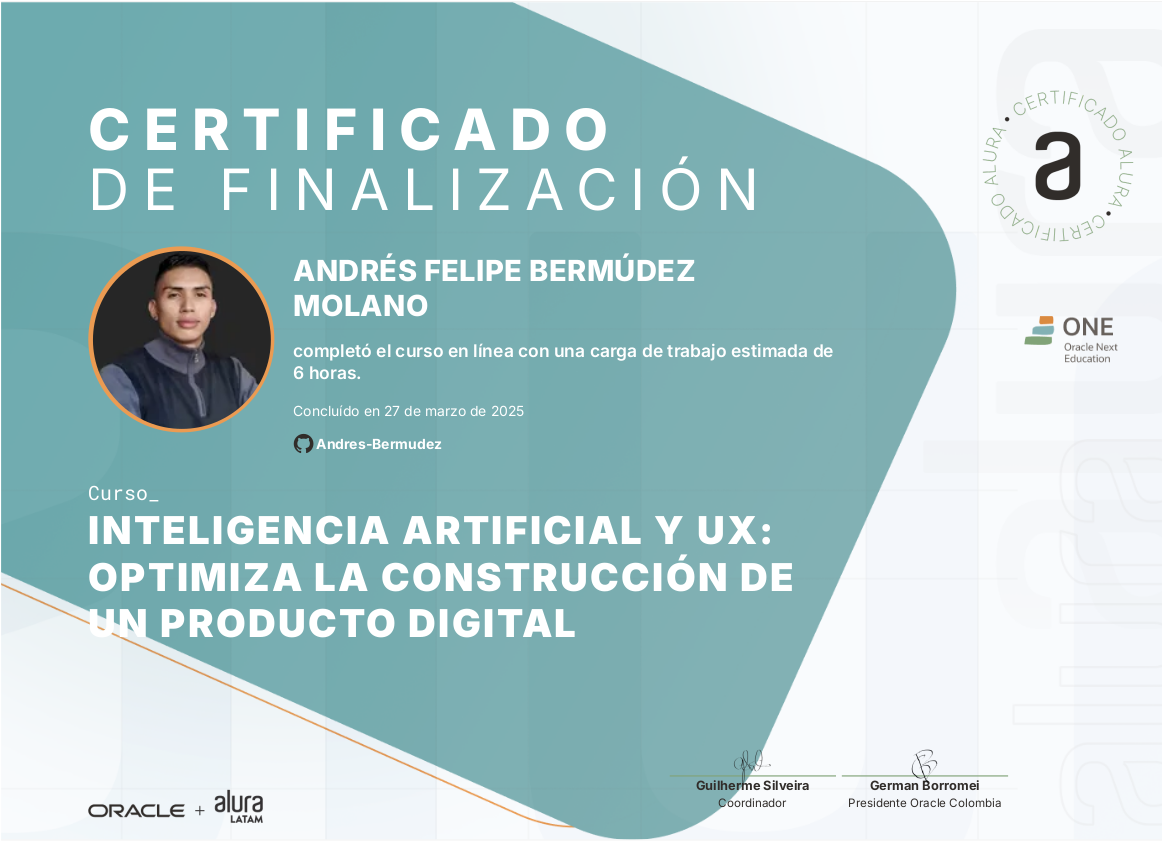 CERTIFICADO
DE FINALIZACIÓN
CERTIFICADO ALURA • CERTIFICADO ALURA •
a
ANDRÉS FELIPE BERMÚDEZ
MOLANO
completó el curso en línea con una carga de trabajo estimada de
6 horas.
Concluído en 27 de marzo de 2025
Andres-Bermudez
ONE
Oracle Next
Education
Curso_
INTELIGENCIA ARTIFICIAL Y UX:
OPTIMIZA LA CONSTRUCCIÓN DE
UN PRODUCTO DIGITAL
Guilherme Silveira
Coordinador
German Borromei
Presidente Oracle Colombia
ORACLE + alura
LATAM
alura
alura